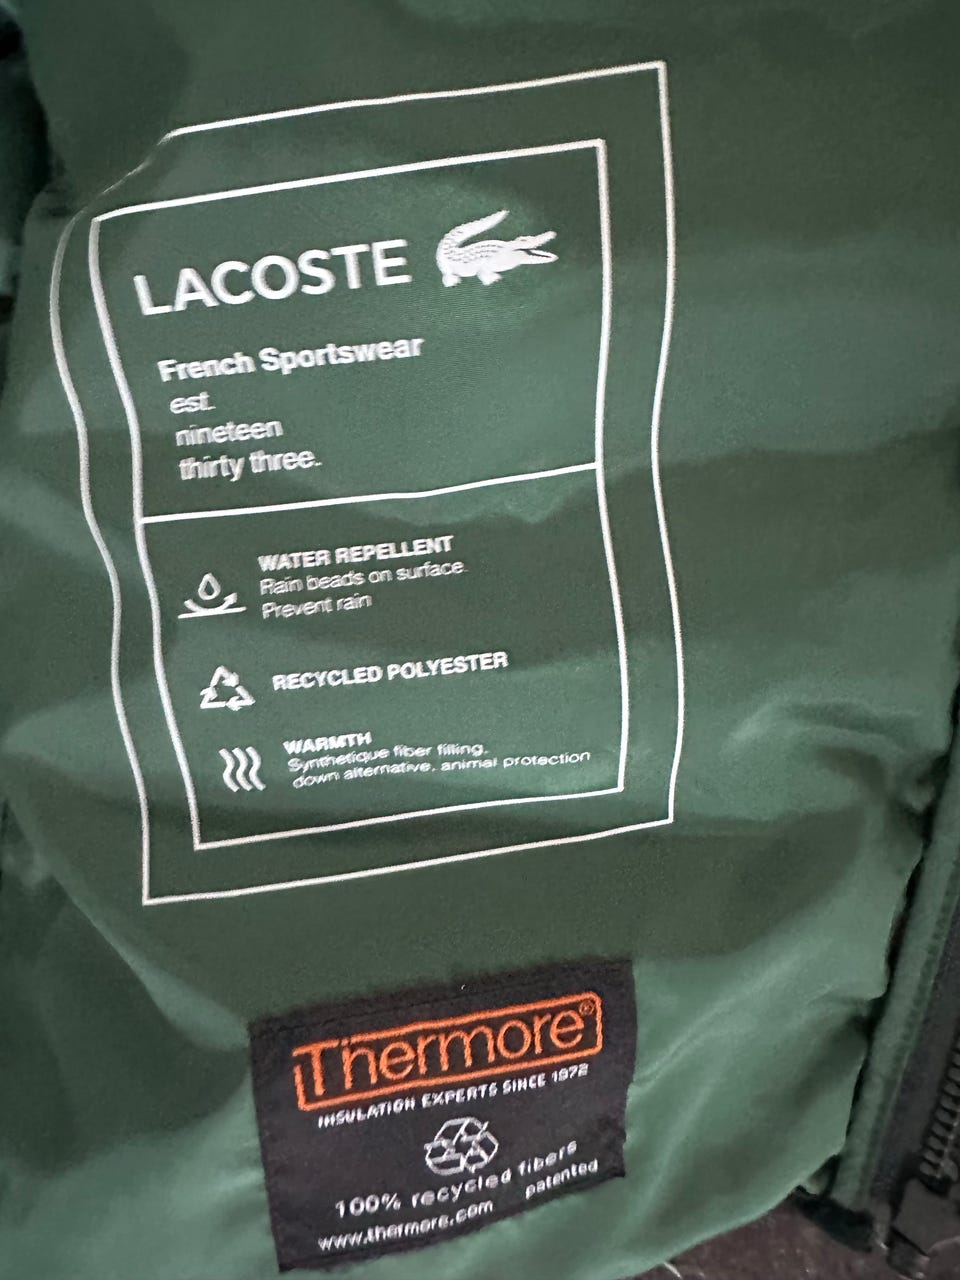 LACOSTE
French Sportswear
est.
nineteen
thirty three.
WATER REPELLENT
Rain beads on surface.
Prevent rain
RECYCLED POLYESTER
WARMTH
Synthetique fiber filling,
down alternative, animal protection
Thermore®
INSULATION EXPERTS SINCE 1972
100% recycled fibers
patented
www.thermore.com